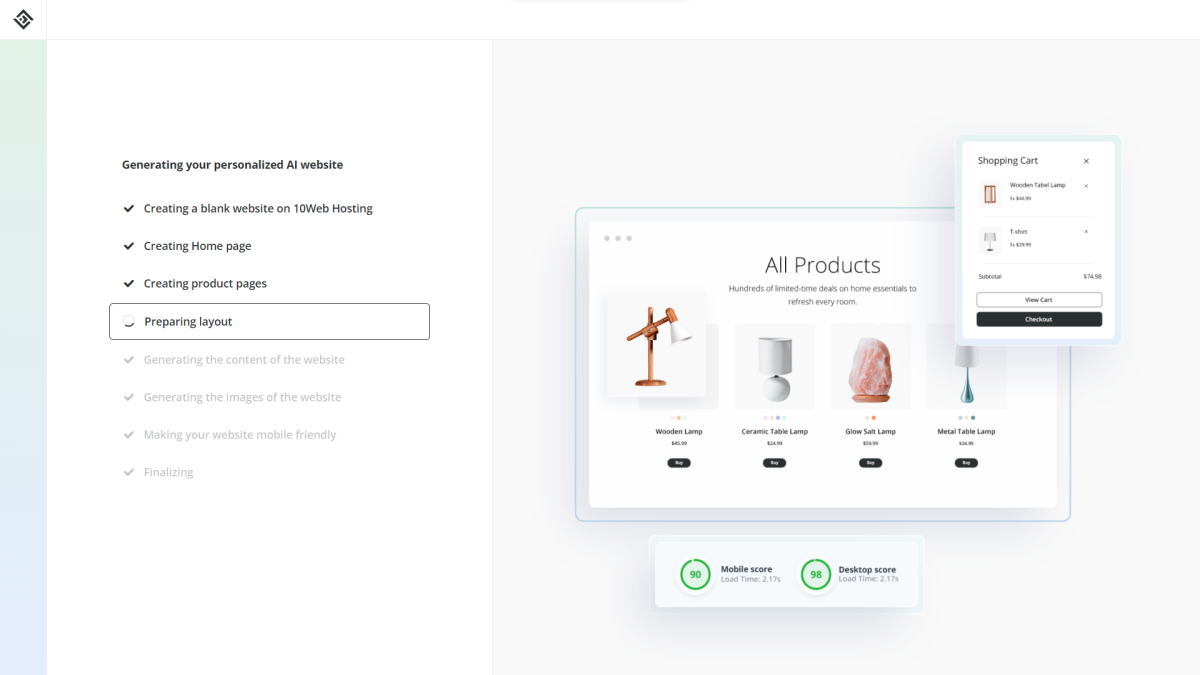 Generating your personalized AI website
Creating a blank website on 10Web Hosting
Creating Home page
Creating product pages
Preparing layout
Generating the content of the website
Generating the images of the website
Making your website mobile friendly
Finalizing
Shopping Cart
Wooden Tabel Lamp
1x $44.99
T-shirt
1x $29.99
Subtotal $74.98
View Cart
Checkout
All Products
Hundreds of limited-time deals on home essentials to
refresh every room.
Wooden Lamp
$45.99
Buy
Ceramic Table Lamp
$24.99
Buy
Glow Salt Lamp
$59.99
Buy
Metal Table Lamp
$34.99
Buy
90
Mobile score
Load Time: 2.17s
98
Desktop score
Load Time: 2.17s